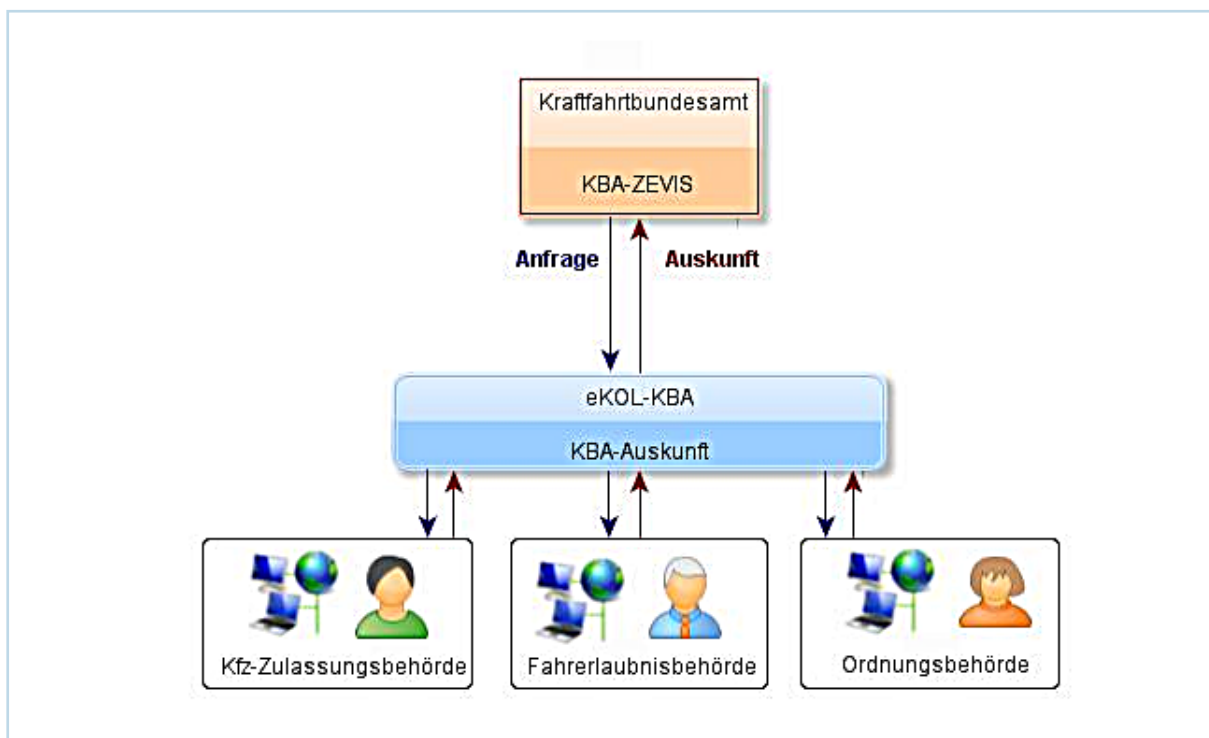 Kraftfahrtbundesamt
KBA-ZEVIS
Anfrage Auskunft
eKOL-KBA
KBA-Auskunft
Kfz-Zulassungsbehörde Fahrerlaubnisbehörde Ordnungsbehörde